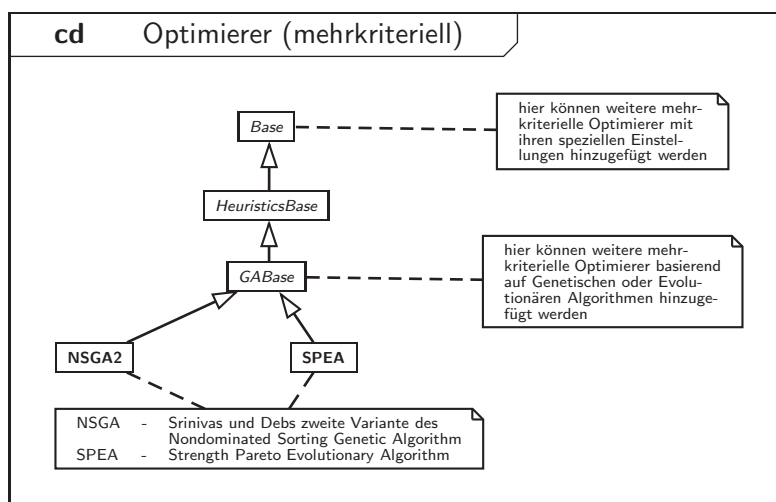 cd Optimierer (mehrkriteriell)
Base
hier können weitere mehr-
kriterielle Optimierer mit
ihren speziellen Einstel-
lungen hinzugefügt werden
HeuristicsBase
GABase
hier können weitere mehr-
kriterielle Optimierer basierend
auf Genetischen oder Evolu-
tionären Algorithmen hinzuge-
fügt werden
NSGA2
SPEA
NSGA - Srinivas und Debs zweite Variante des
Nondominated Sorting Genetic Algorithm
SPEA - Strength Pareto Evolutionary Algorithm